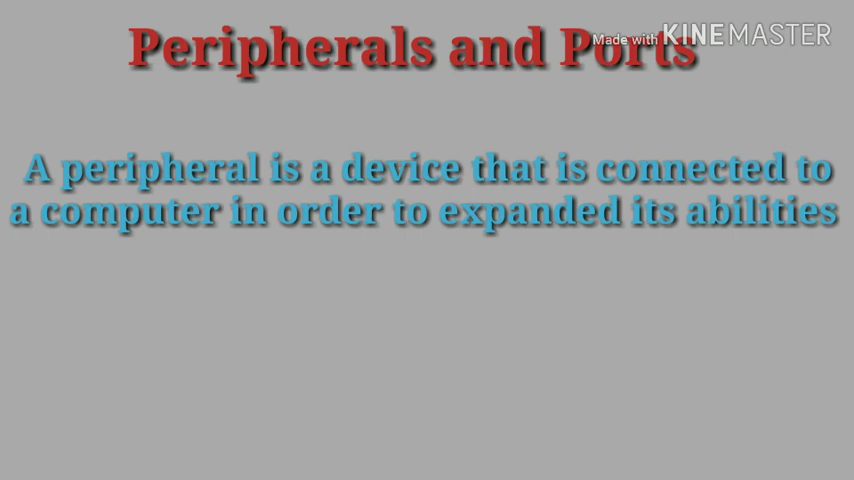 Peripherals and Ports
Made with KINEMASTER
A peripheral is a device that is connected to
a computer in order to expanded its abilities